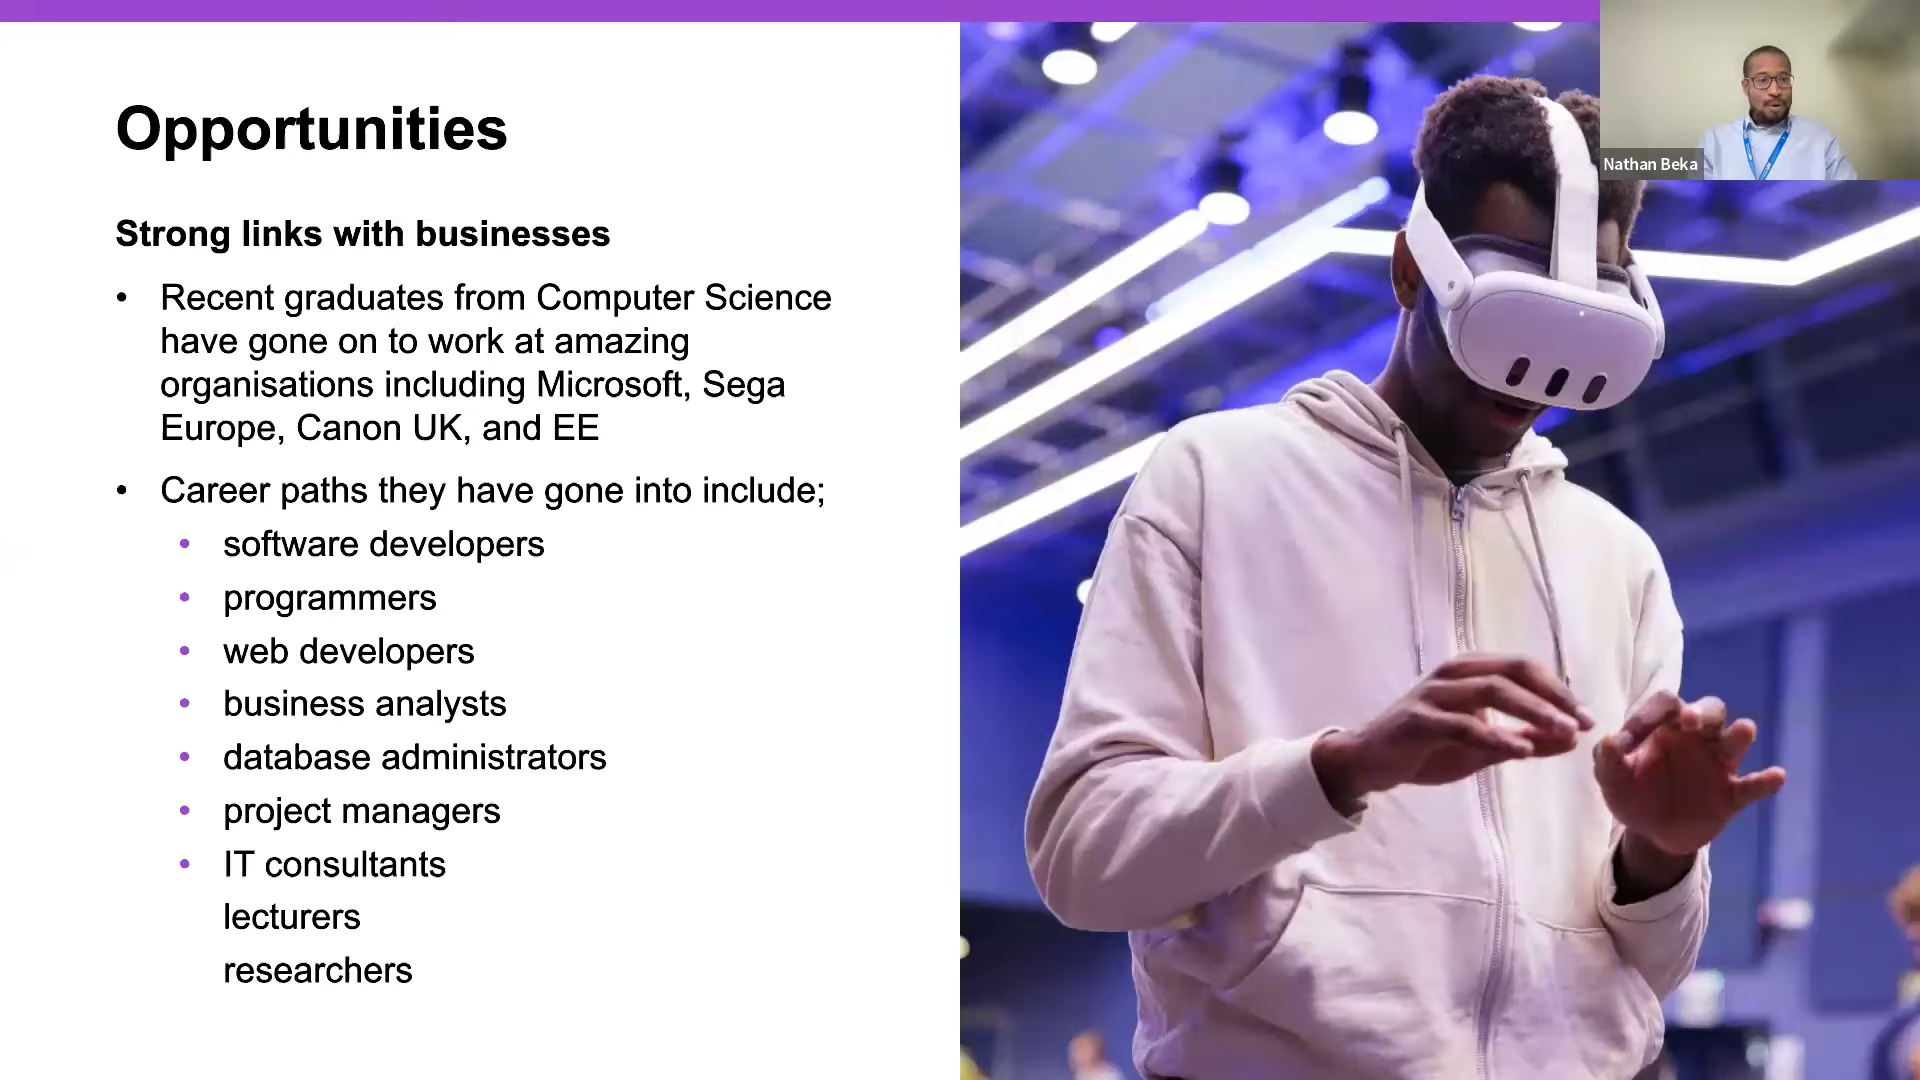 Opportunities
Strong links with businesses
• Recent graduates from Computer Science
have gone on to work at amazing
organisations including Microsoft, Sega
Europe, Canon UK, and EE
• Career paths they have gone into include;
• software developers
• programmers
• web developers
• business analysts
• database administrators
• project managers
• IT consultants
lecturers
researchers
Nathan Beka